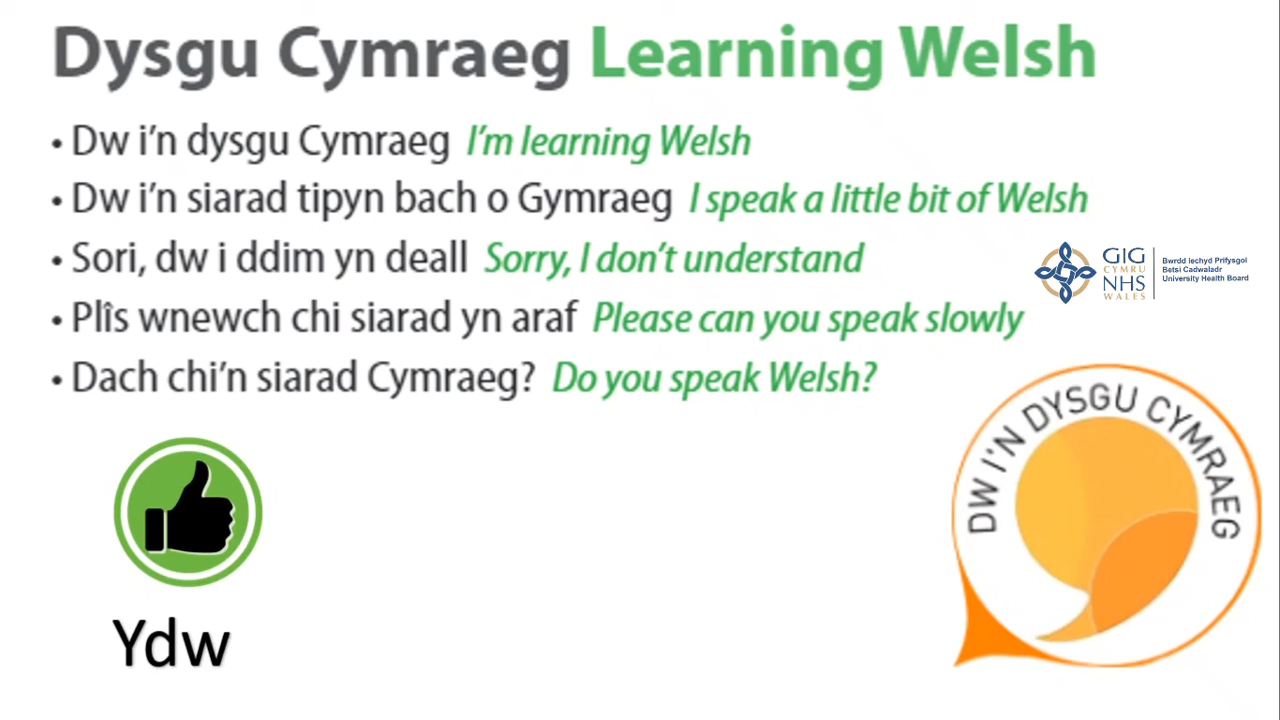 Dysgu Cymraeg Learning Welsh
• Dw i'n dysgu Cymraeg I'm learning Welsh
• Dw i'n siarad tipyn bach o Gymraeg I speak a little bit of Welsh
• Sori, dw i ddim yn deall Sorry, I don't understand
• Plîs wnewch chi siarad yn araf Please can you speak slowly
• Dach chi'n siarad Cymraeg? Do you speak Welsh?
GIG
CYMRU
NHS
WALES
Bwrdd Iechyd Prifysgol
Betsi Cadwaladr
University Health Board
DW I'N DYSGU CYMRAEG
Ydw